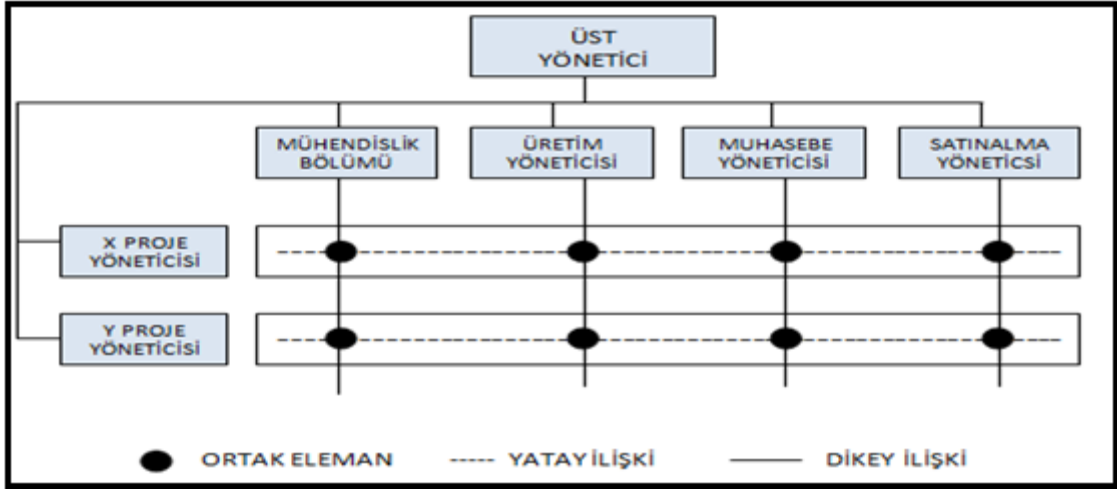 ÜST
YÖNETİCİ
MÜHENDİSLİK
BÖLÜMÜ
ÜRETİM
YÖNETİCİSİ
MUHASEBE
YÖNETİCİSİ
SATINALMA
YÖNETİCSİ
X PROJE
YÖNETİCİSİ
Y PROJE
YÖNETİCİSİ
ORTAK ELEMAN
YATAY İLİŞKİ
DİKEY İLİŞKİ